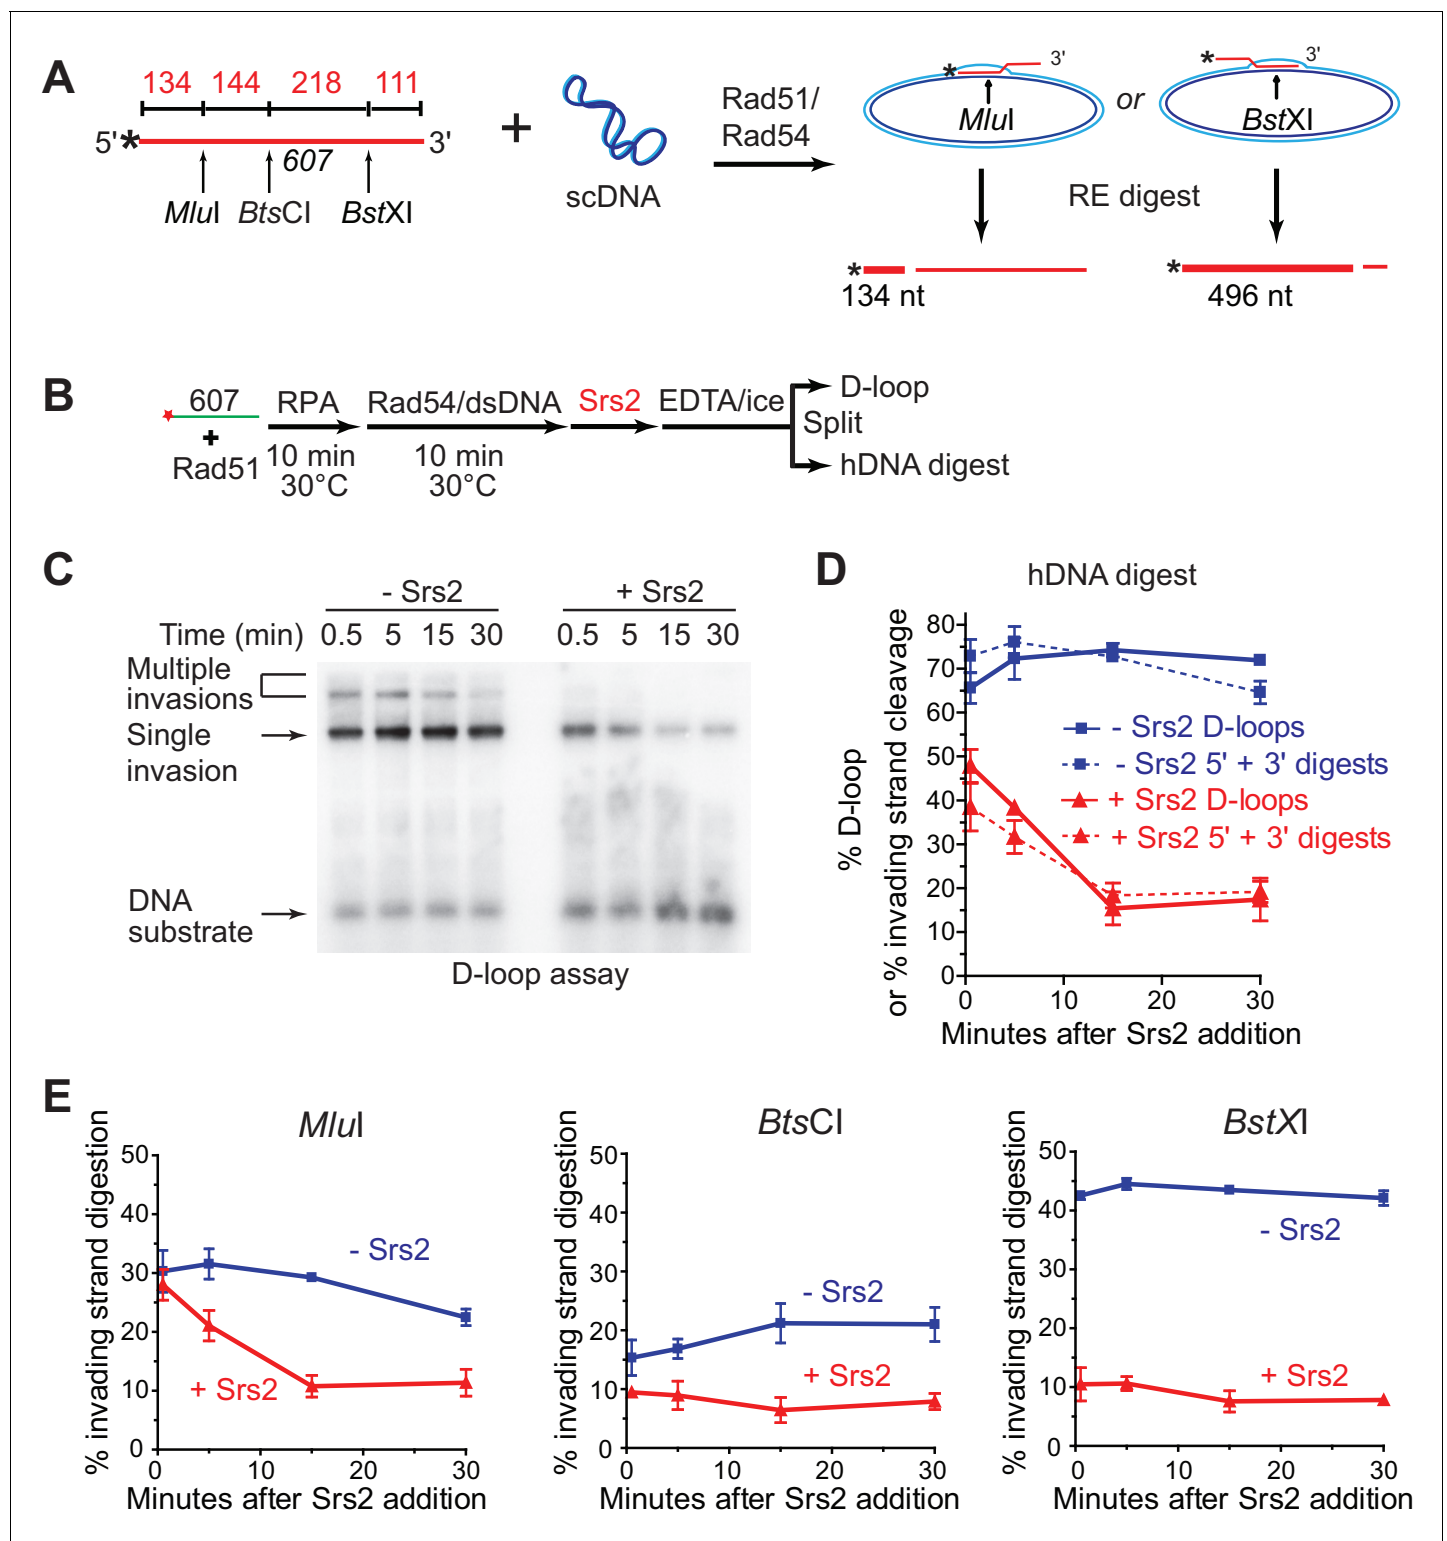 A
134 144 218 111
5' * 3'
607
MluI BtsCI BstXI
+
scDNA
Rad51/
Rad54
* 3'
MluI
or
* 3'
BstXI
RE digest
*
134 nt
*
496 nt
B
607
+
Rad51
RPA
10 min
30°C
Rad54/dsDNA
10 min
30°C
Srs2
EDTA/ice
Split
D-loop
hDNA digest
C
- Srs2 + Srs2
Time (min) 0.5 5 15 30 0.5 5 15 30
Multiple
invasions
Single
invasion
DNA
substrate
D-loop assay
D
hDNA digest
% D-loop
or % invading strand cleavage
80
70
60
50
40
30
20
10
0
0 10 20 30
Minutes after Srs2 addition
- Srs2 D-loops
- Srs2 5' + 3' digests
+ Srs2 D-loops
+ Srs2 5' + 3' digests
E
MluI
% invading strand digestion
50
40
30
20
10
0
- Srs2
+ Srs2
0 10 20 30
Minutes after Srs2 addition
BtsCI
% invading strand digestion
50
40
30
20
10
0
- Srs2
+ Srs2
0 10 20 30
Minutes after Srs2 addition
BstXI
% invading strand digestion
50
40
30
20
10
0
- Srs2
+ Srs2
0 10 20 30
Minutes after Srs2 addition